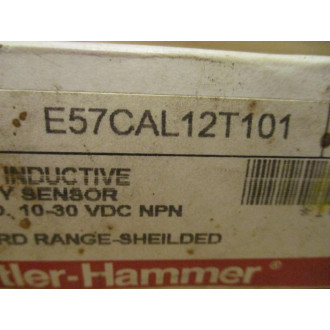 E57CAL12T101
INDUCTIVE
Y SENSOR
O. 10-30 VDC NPN
RD RANGE-SHEILDED
tler-Hammer